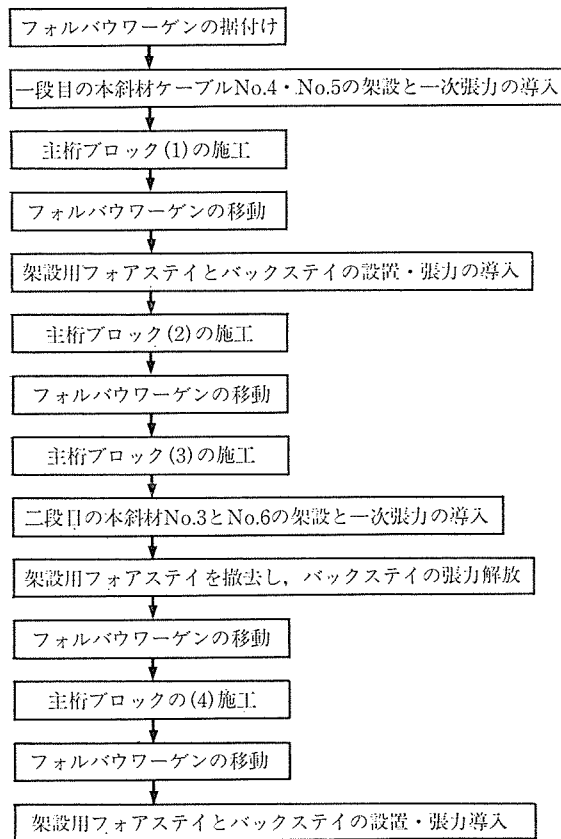 フォルバウワーゲンの据付け
一段目の本斜材ケーブルNo.4・No.5の架設と一次張力の導入
主桁ブロック(1)の施工
フォルバウワーゲンの移動
架設用フォアステイとバックステイの設置・張力の導入
主桁ブロック(2)の施工
フォルバウワーゲンの移動
主桁ブロック(3)の施工
二段目の本斜材No.3とNo.6の架設と一次張力の導入
架設用フォアステイを撤去し，バックステイの張力解放
フォルバウワーゲンの移動
主桁ブロックの(4)施工
フォルバウワーゲンの移動
架設用フォアステイとバックステイの設置・張力導入